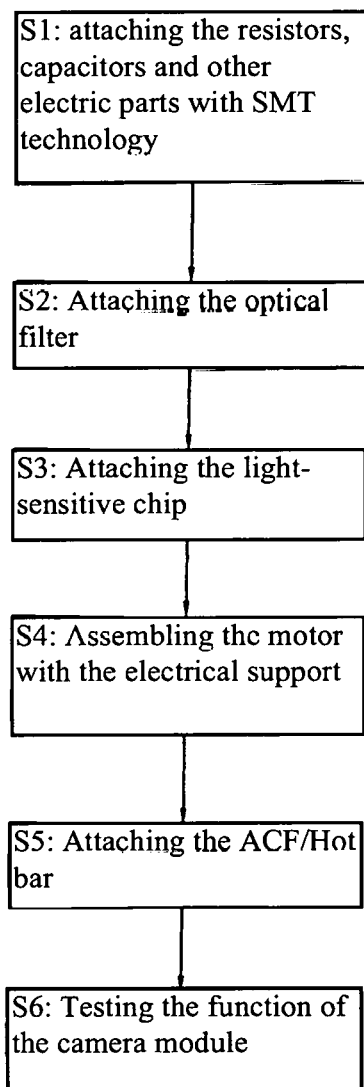 S1: attaching the resistors,
capacitors and other
electric parts with SMT
technology
S2: Attaching the optical
filter
S3: Attaching the light-
sensitive chip
S4: Assembling the motor
with the electrical support
S5: Attaching the ACF/Hot
bar
S6: Testing the function of
the camera module